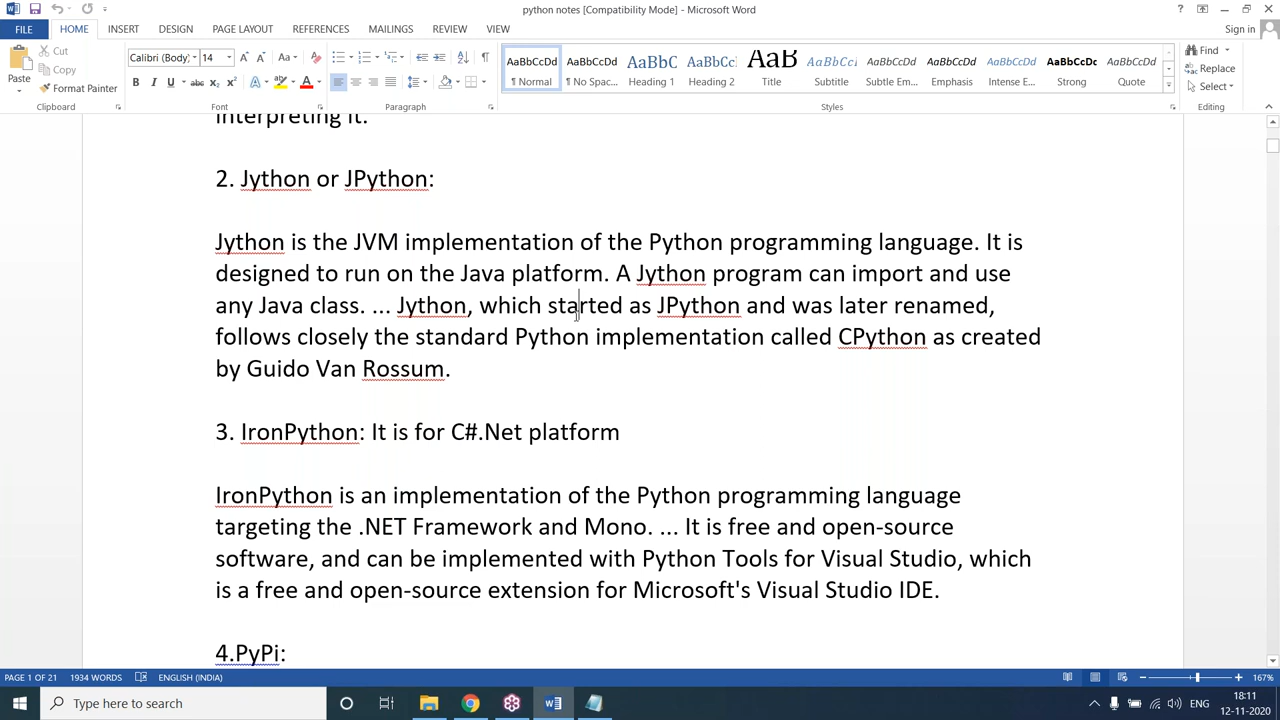 python notes [Compatibility Mode] - Microsoft Word
Sign in
FILE HOME INSERT DESIGN PAGE LAYOUT REFERENCES MAILINGS REVIEW VIEW
Paste
Cut
Copy
Format Painter
Clipboard
Calibri (Body) 14
Font
Paragraph
AaBbCcDd AaBbCcDd AaBbC AaBbCc AaB AaBbCcI AaBbCcDd AaBbCcDd AaBbCcDd AaBbCcDc AaBbCcDd
¶ Normal ¶ No Spac... Heading 1 Heading 2 Title Subtitle Subtle Em... Emphasis Intense E... Strong Quote
Styles
Find
Replace
Select
Editing
interpreting it.
2. Jython or JPython:
Jython is the JVM implementation of the Python programming language. It is
designed to run on the Java platform. A Jython program can import and use
any Java class. ... Jython, which started as JPython and was later renamed,
follows closely the standard Python implementation called CPython as created
by Guido Van Rossum.
3. IronPython: It is for C#.Net platform
IronPython is an implementation of the Python programming language
targeting the .NET Framework and Mono. ... It is free and open-source
software, and can be implemented with Python Tools for Visual Studio, which
is a free and open-source extension for Microsoft's Visual Studio IDE.
4.PyPi:
PAGE 1 OF 21 1934 WORDS ENGLISH (INDIA) 167%
Type here to search
ENG
18:11
12-11-2020